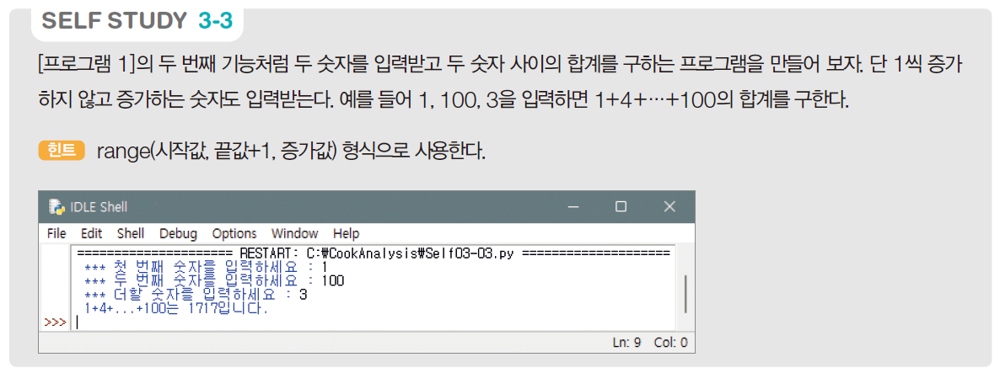 SELF STUDY 3-3
[프로그램 1]의 두 번째 기능처럼 두 숫자를 입력받고 두 숫자 사이의 합계를 구하는 프로그램을 만들어 보자. 단 1씩 증가
하지 않고 증가하는 숫자도 입력받는다. 예를 들어 1, 100, 3을 입력하면 1+4+…+100의 합계를 구한다.
힌트 range(시작값, 끝값+1, 증가값) 형식으로 사용한다.
IDLE Shell
File Edit Shell Debug Options Window Help
===================== RESTART: C:₩CookAnalysis₩Self03-03.py ====================
*** 첫 번째 숫자를 입력하세요 : 1
*** 두 번째 숫자를 입력하세요 : 100
*** 더할 숫자를 입력하세요 : 3
1+4+...+100는 1717입니다.
>>>
Ln: 9 Col: 0